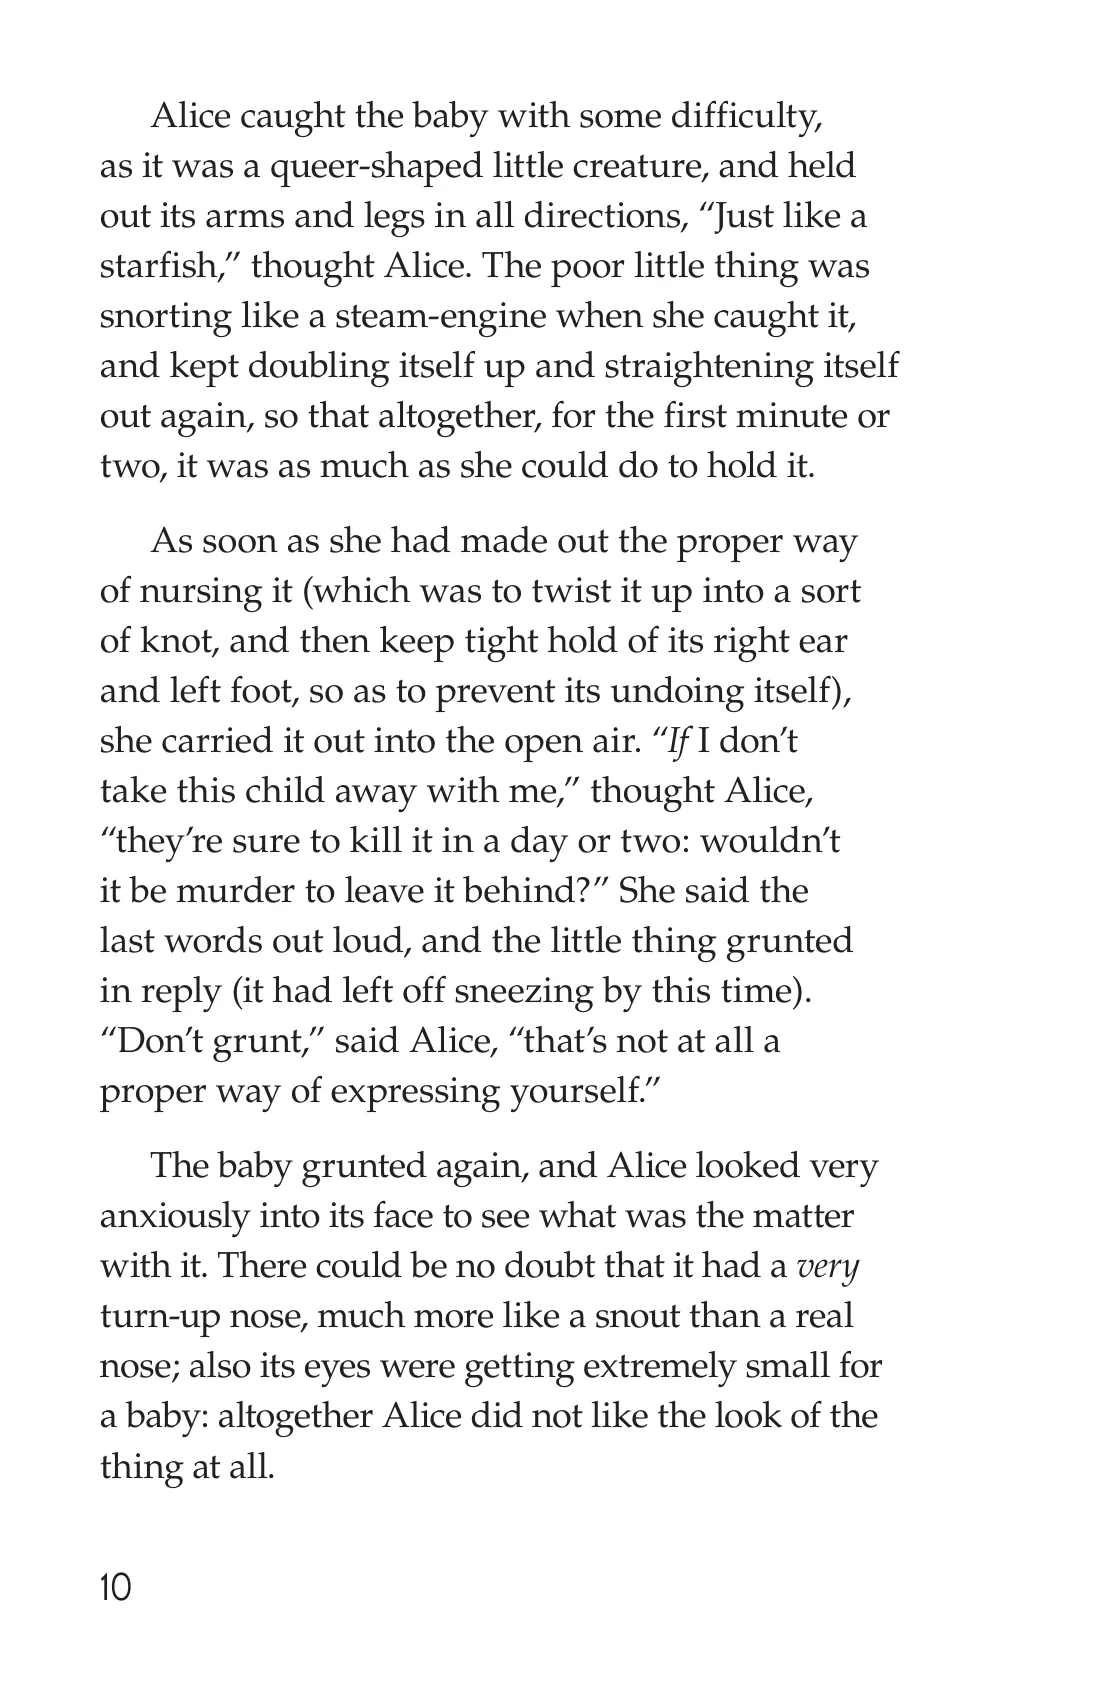 Alice caught the baby with some difficulty,
as it was a queer-shaped little creature, and held
out its arms and legs in all directions, “Just like a
starfish,” thought Alice. The poor little thing was
snorting like a steam-engine when she caught it,
and kept doubling itself up and straightening itself
out again, so that altogether, for the first minute or
two, it was as much as she could do to hold it.
As soon as she had made out the proper way
of nursing it (which was to twist it up into a sort
of knot, and then keep tight hold of its right ear
and left foot, so as to prevent its undoing itself),
she carried it out into the open air. “If I don’t
take this child away with me,” thought Alice,
“they’re sure to kill it in a day or two: wouldn’t
it be murder to leave it behind?” She said the
last words out loud, and the little thing grunted
in reply (it had left off sneezing by this time).
“Don’t grunt,” said Alice, “that’s not at all a
proper way of expressing yourself.”
The baby grunted again, and Alice looked very
anxiously into its face to see what was the matter
with it. There could be no doubt that it had a very
turn-up nose, much more like a snout than a real
nose; also its eyes were getting extremely small for
a baby: altogether Alice did not like the look of the
thing at all.
10